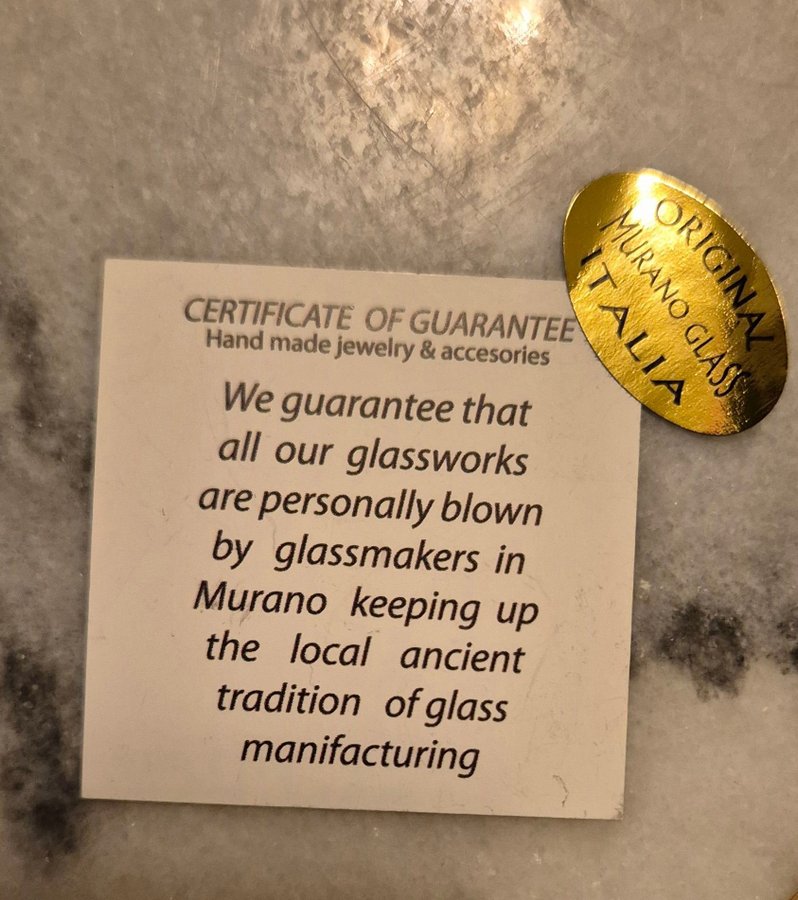 CERTIFICATE OF GUARANTEE
Hand made jewelry & accesories
We guarantee that
all our glassworks
are personally blown
by glassmakers in
Murano keeping up
the local ancient
tradition of glass
manifacturing
ORIGINAL
MURANO GLASS
ITALIA